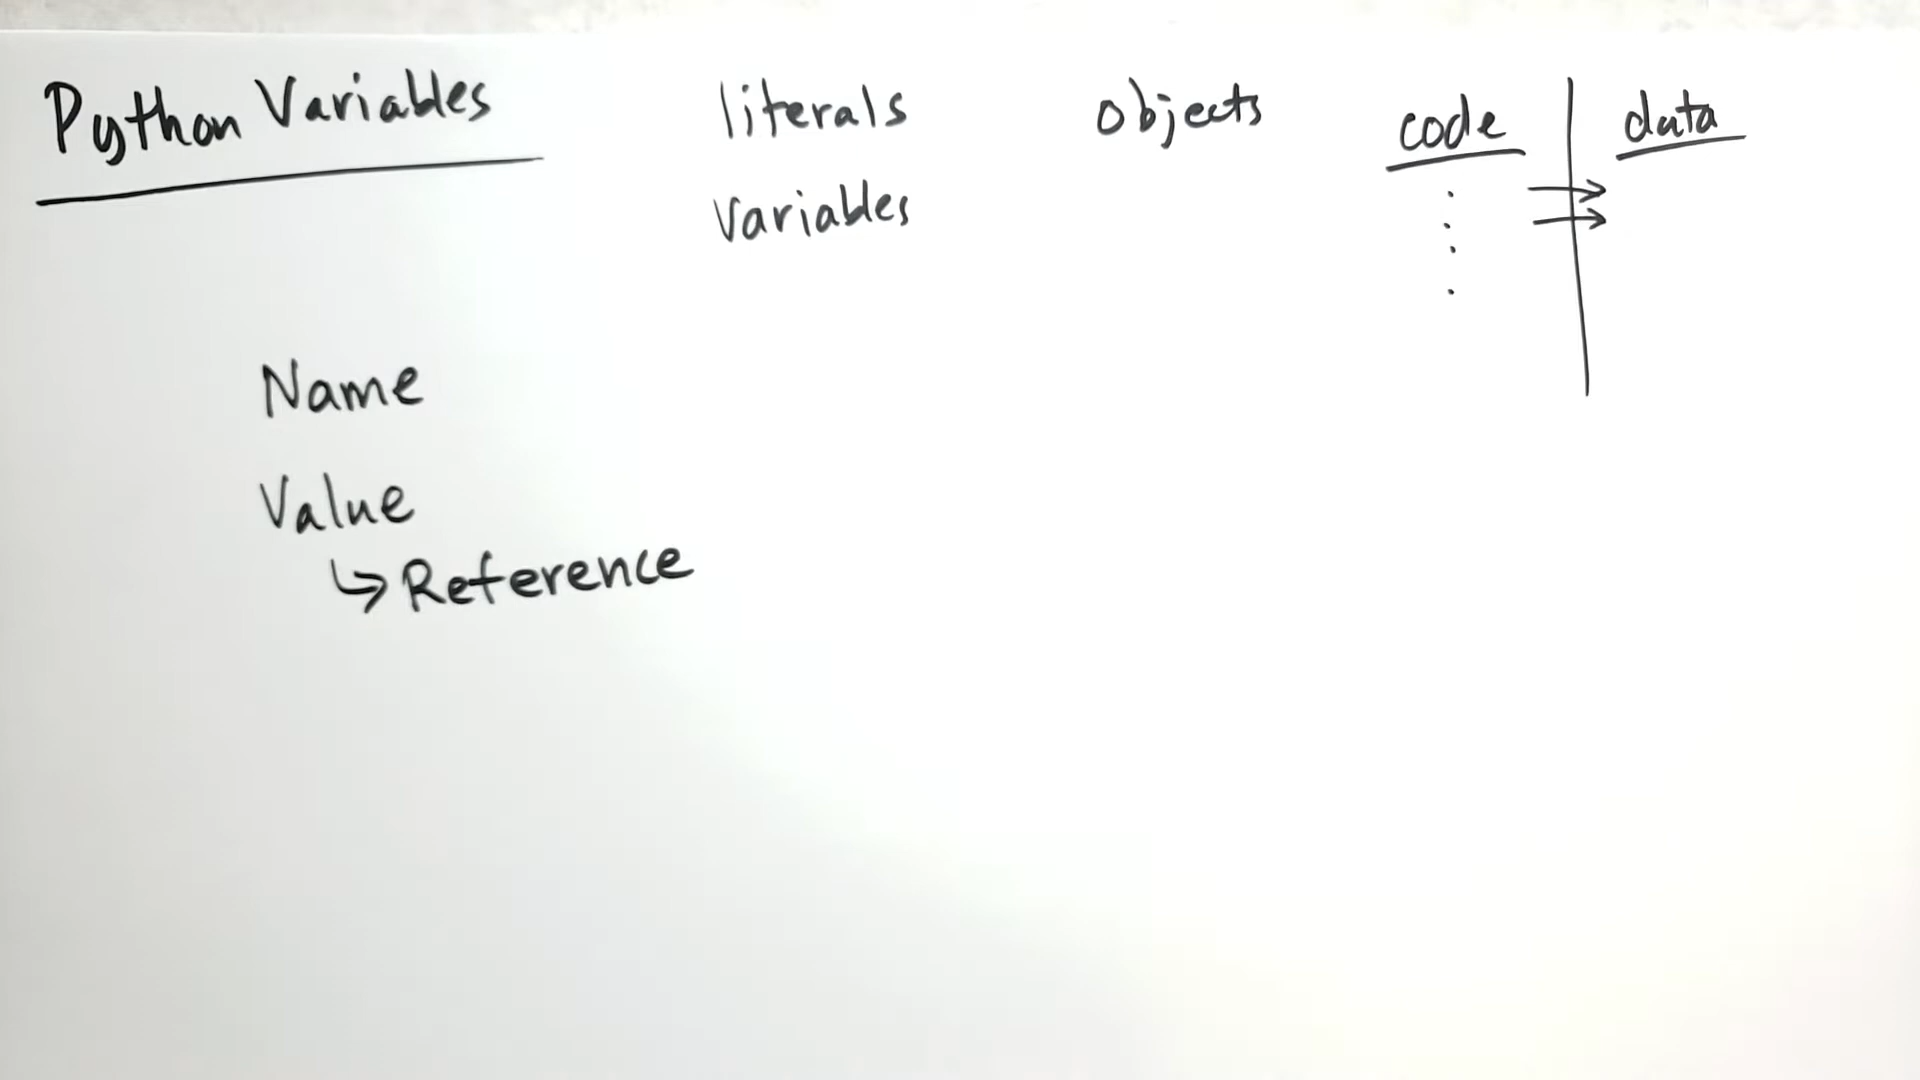 Python Variables
literals
variables
objects
code
data
Name
Value
↳ Reference